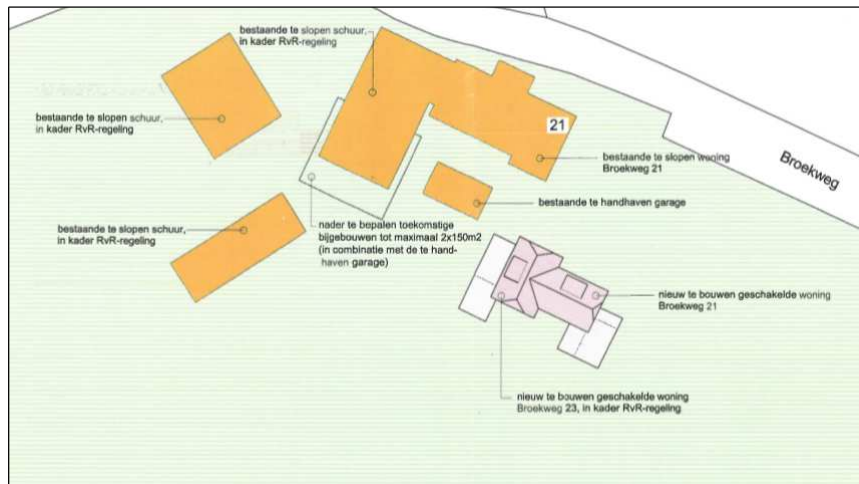 bestaande te slopen schuur,
in kader RvR-regeling
bestaande te slopen schuur,
in kader RvR-regeling
21
Broekweg
bestaande te slopen woning
Broekweg 21
bestaande te handhaven garage
bestaande te slopen schuur,
in kader RvR-regeling
nader te bepalen toekomstige
bijgebouwen tot maximaal 2x150m2
(in combinatie met de te hand-
haven garage)
nieuw te bouwen geschakelde woning
Broekweg 21
nieuw te bouwen geschakelde woning
Broekweg 23, in kader RvR-regeling